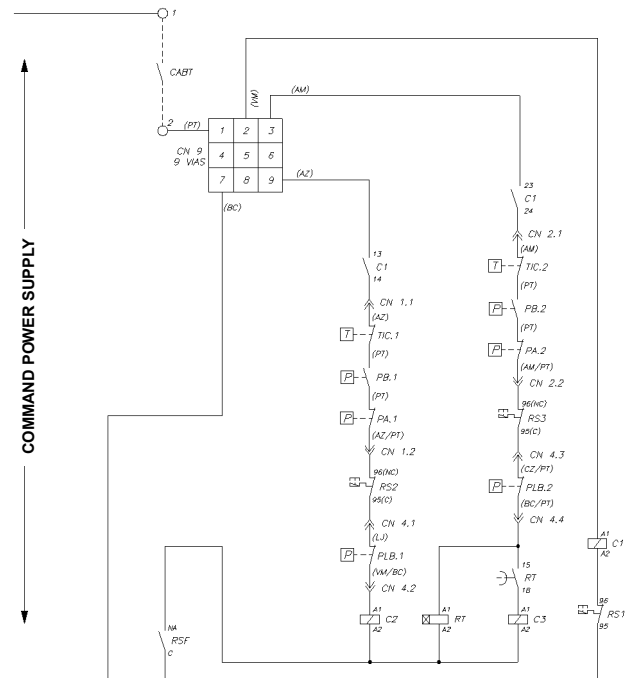 1
CABT
2
(PT)
(VM)
(AM)
1 2 3
CN 9
9 VIAS
4 5 6
7 8 9
(AZ)
(BC)
COMMAND POWER SUPPLY
13
C1
14
CN 1.1
(AZ)
T
TIC.1
(PT)
P
PB.1
(PT)
P
PA.1
(AZ/PT)
CN 1.2
96(NC)
RS2
95(C)
CN 4.1
(LJ)
P
PLB.1
(VM/BC)
CN 4.2
A1
C2
A2
23
C1
24
CN 2.1
(AM)
T
TIC.2
(PT)
P
PB.2
(PT)
P
PA.2
(AM/PT)
CN 2.2
96(NC)
RS3
95(C)
CN 4.3
(CZ/PT)
P
PLB.2
(BC/PT)
CN 4.4
15
RT
18
A1
RT
A2
A1
C3
A2
A1
C1
A2
96
RS1
95
NA
RSF
C